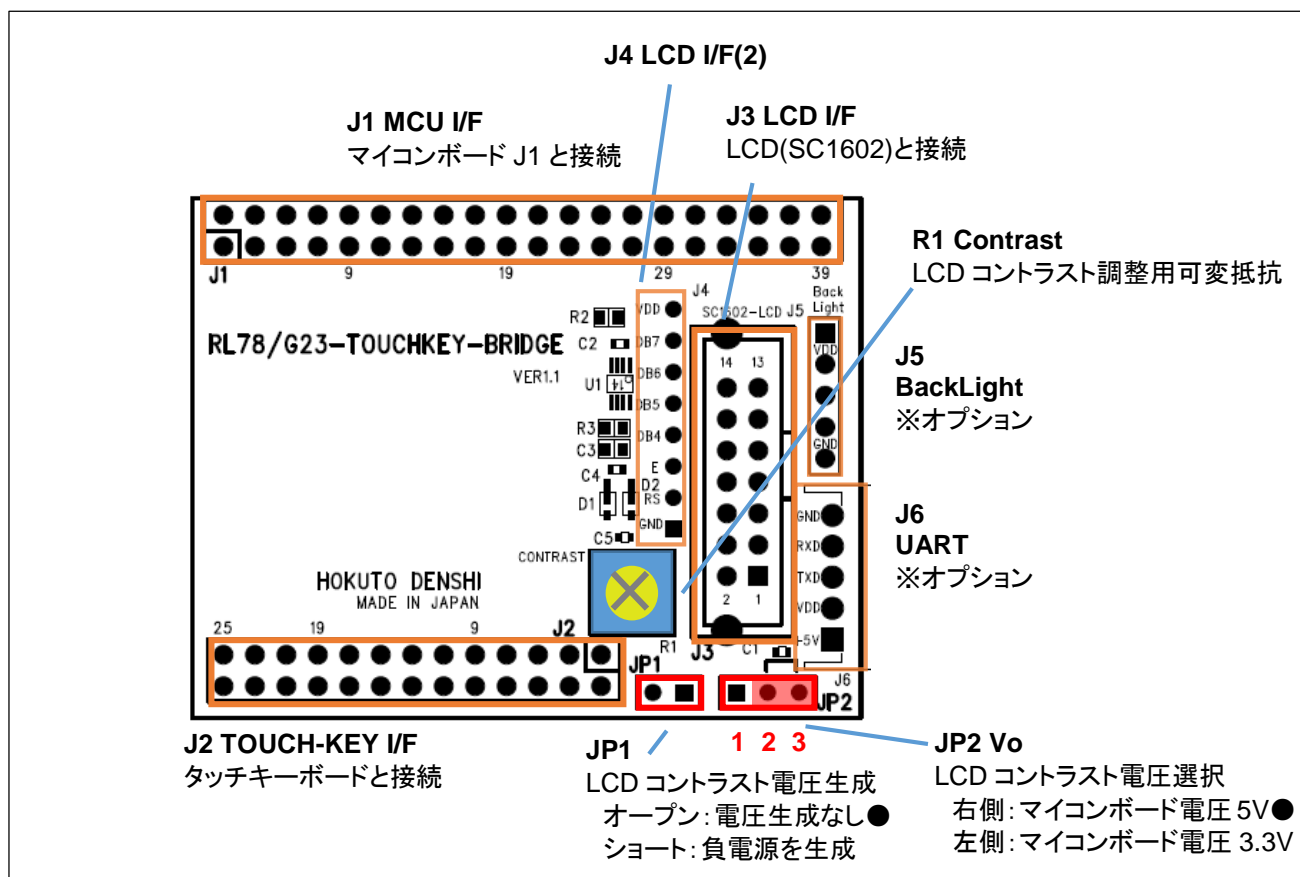 J4 LCD I/F(2)
J1 MCU I/F
マイコンボード J1 と接続
J3 LCD I/F
LCD(SC1602)と接続
R1 Contrast
LCD コントラスト調整用可変抵抗
J1
9
19
29
39
J4
Back
Light
VDD
SC1602-LCD
J5
R2
RL78/G23-TOUCHKEY-BRIDGE
C2
DB7
14
13
VDD
VER1.1
U1
DB6
J5
BackLight
※オプション
DB5
R3
DB4
C3
GND
C4
E
D2
D1
RS
GND
C5
GND
J6
UART
※オプション
RXD
CONTRAST
TXD
HOKUTO DENSHI
MADE IN JAPAN
2
1
VDD
25
19
9
J2
R1
J3
C1
+5V
JP1
J6
JP2
J2 TOUCH-KEY I/F
タッチキーボードと接続
1 2 3
JP1
LCD コントラスト電圧生成
オープン:電圧生成なし●
ショート:負電源を生成
JP2 Vo
LCD コントラスト電圧選択
右側:マイコンボード電圧 5V●
左側:マイコンボード電圧 3.3V